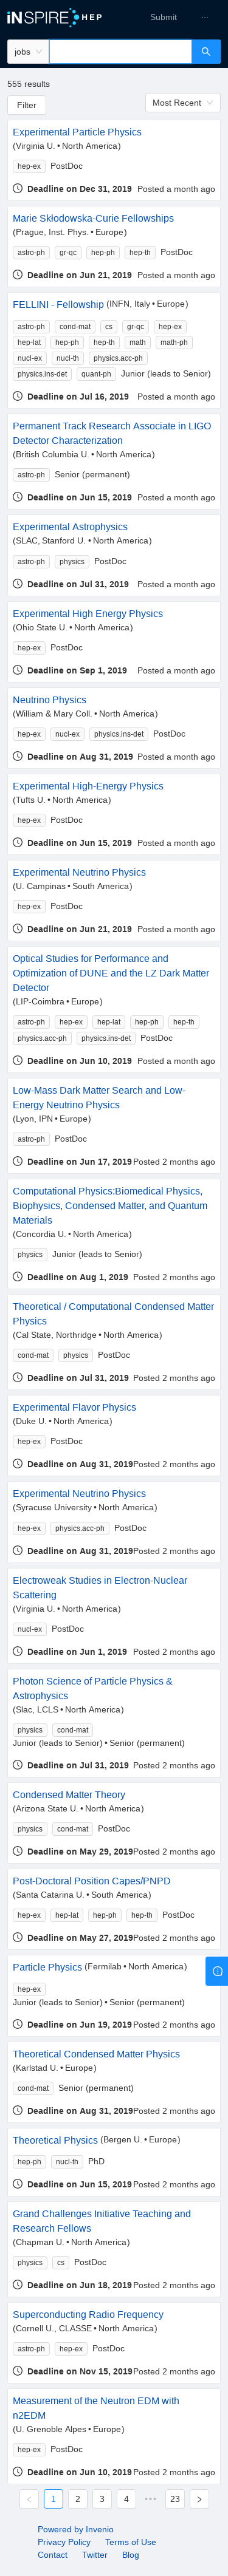 INSPIRE HEP
Submit
...
jobs
555 results
Filter
Most Recent
Experimental Particle Physics
(Virginia U. • North America)
hep-ex PostDoc
Deadline on Dec 31, 2019 Posted a month ago
Marie Skłodowska-Curie Fellowships
(Prague, Inst. Phys. • Europe)
astro-ph gr-qc hep-ph hep-th PostDoc
Deadline on Jun 21, 2019 Posted a month ago
FELLINI - Fellowship (INFN, Italy • Europe)
astro-ph cond-mat cs gr-qc hep-ex
hep-lat hep-ph hep-th math math-ph
nucl-ex nucl-th physics.acc-ph
physics.ins-det quant-ph Junior (leads to Senior)
Deadline on Jul 16, 2019 Posted a month ago
Permanent Track Research Associate in LIGO
Detector Characterization
(British Columbia U. • North America)
astro-ph Senior (permanent)
Deadline on Jun 15, 2019 Posted a month ago
Experimental Astrophysics
(SLAC, Stanford U. • North America)
astro-ph physics PostDoc
Deadline on Jul 31, 2019 Posted a month ago
Experimental High Energy Physics
(Ohio State U. • North America)
hep-ex PostDoc
Deadline on Sep 1, 2019 Posted a month ago
Neutrino Physics
(William & Mary Coll. • North America)
hep-ex nucl-ex physics.ins-det PostDoc
Deadline on Aug 31, 2019 Posted a month ago
Experimental High-Energy Physics
(Tufts U. • North America)
hep-ex PostDoc
Deadline on Jun 15, 2019 Posted a month ago
Experimental Neutrino Physics
(U. Campinas • South America)
hep-ex PostDoc
Deadline on Jun 21, 2019 Posted a month ago
Optical Studies for Performance and
Optimization of DUNE and the LZ Dark Matter
Detector
(LIP-Coimbra • Europe)
astro-ph hep-ex hep-lat hep-ph hep-th
physics.acc-ph physics.ins-det PostDoc
Deadline on Jun 10, 2019 Posted 2 months ago
Low-Mass Dark Matter Search and Low-
Energy Neutrino Physics
(Lyon, IPN • Europe)
astro-ph PostDoc
Deadline on Jun 17, 2019 Posted 2 months ago
Computational Physics:Biomedical Physics,
Biophysics, Condensed Matter, and Quantum
Materials
(Concordia U. • North America)
physics Junior (leads to Senior)
Deadline on Aug 1, 2019 Posted 2 months ago
Theoretical / Computational Condensed Matter
Physics
(Cal State, Northridge • North America)
cond-mat physics PostDoc
Deadline on Jul 31, 2019 Posted 2 months ago
Experimental Flavor Physics
(Duke U. • North America)
hep-ex PostDoc
Deadline on Aug 31, 2019 Posted 2 months ago
Experimental Neutrino Physics
(Syracuse University • North America)
hep-ex physics.acc-ph PostDoc
Deadline on Aug 31, 2019 Posted 2 months ago
Electroweak Studies in Electron-Nuclear
Scattering
(Virginia U. • North America)
nucl-ex PostDoc
Deadline on Jun 1, 2019 Posted 2 months ago
Photon Science of Particle Physics &
Astrophysics
(Slac, LCLS • North America)
physics cond-mat
Junior (leads to Senior) • Senior (permanent)
Deadline on Jul 31, 2019 Posted 2 months ago
Condensed Matter Theory
(Arizona State U. • North America)
physics cond-mat PostDoc
Deadline on May 29, 2019 Posted 2 months ago
Post-Doctoral Position Capes/PNPD
(Santa Catarina U. • South America)
hep-ex hep-lat hep-ph hep-th PostDoc
Deadline on May 27, 2019 Posted 2 months ago
Particle Physics (Fermilab • North America)
hep-ex
Junior (leads to Senior) • Senior (permanent)
Deadline on Jun 19, 2019 Posted 2 months ago
Theoretical Condensed Matter Physics
(Karlstad U. • Europe)
cond-mat Senior (permanent)
Deadline on Aug 31, 2019 Posted 2 months ago
Theoretical Physics (Bergen U. • Europe)
hep-ph nucl-th PhD
Deadline on Jun 15, 2019 Posted 2 months ago
Grand Challenges Initiative Teaching and
Research Fellows
(Chapman U. • North America)
physics cs PostDoc
Deadline on Jun 18, 2019 Posted 2 months ago
Superconducting Radio Frequency
(Cornell U., CLASSE • North America)
astro-ph hep-ex PostDoc
Deadline on Nov 15, 2019 Posted 2 months ago
Measurement of the Neutron EDM with
n2EDM
(U. Grenoble Alpes • Europe)
hep-ex PostDoc
Deadline on Jun 10, 2019 Posted 2 months ago
< 1 2 3 4 ••• 23 >
Powered by Invenio
Privacy Policy Terms of Use
Contact Twitter Blog